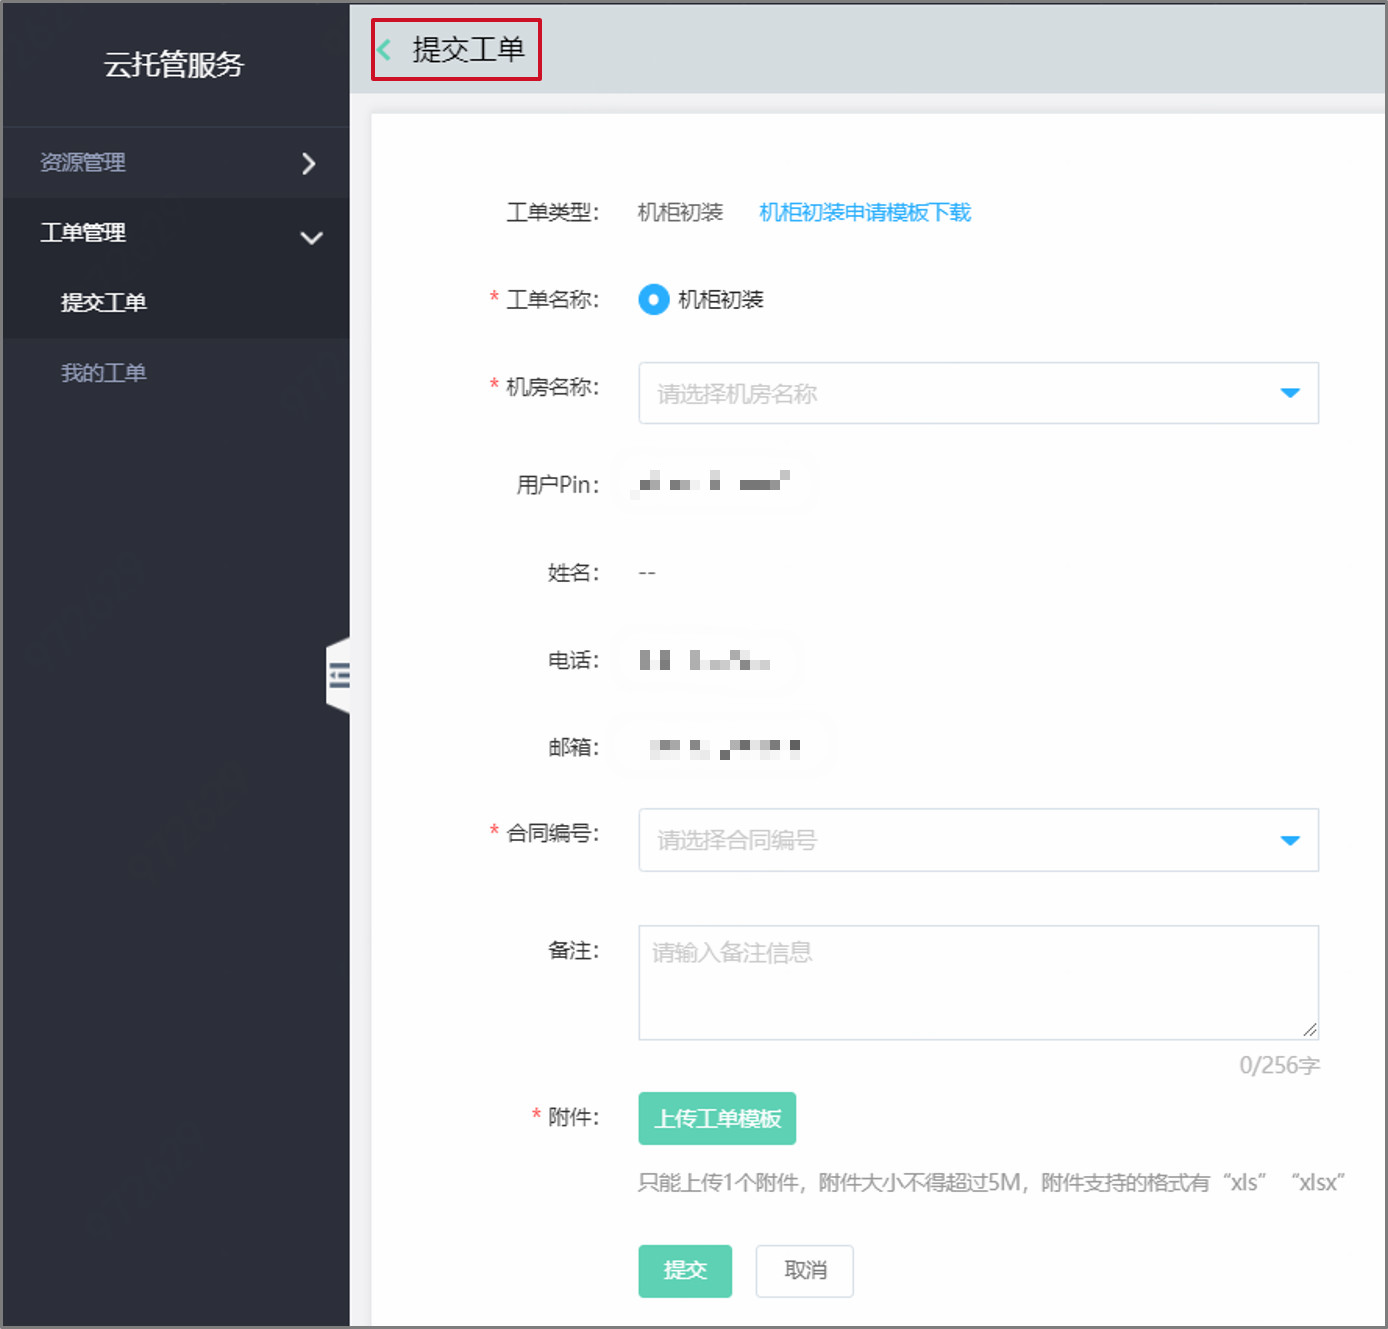 云托管服务
资源管理
工单管理
提交工单
我的工单
提交工单
工单类型： 机柜初装 机柜初装申请模板下载
* 工单名称： 机柜初装
* 机房名称： 请选择机房名称
用户Pin：
姓名： --
电话：
邮箱：
* 合同编号： 请选择合同编号
备注： 请输入备注信息
0/256字
* 附件： 上传工单模板
只能上传1个附件，附件大小不得超过5M，附件支持的格式有“xls” “xlsx”
提交 取消